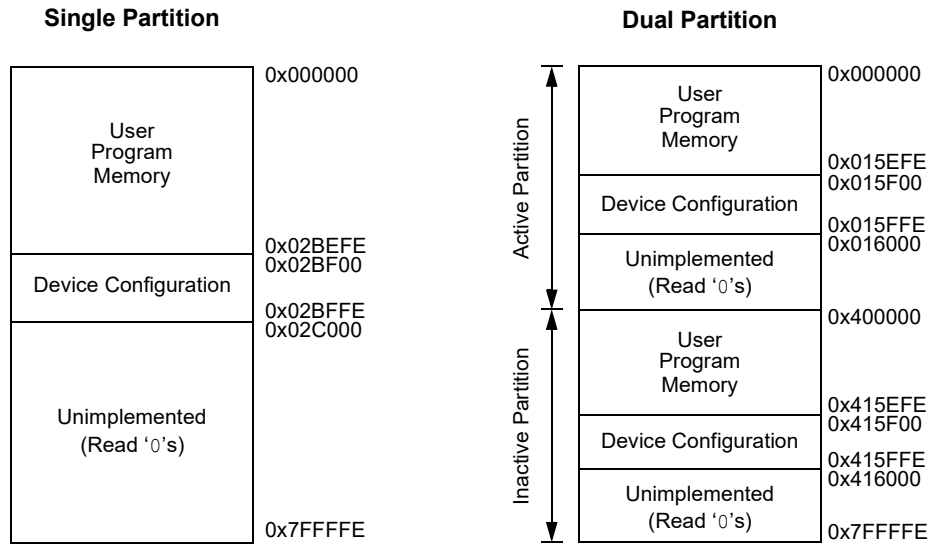 Single Partition
0x000000
User
Program
Memory
0x02BEFE
0x02BF00
Device Configuration
0x02BFFE
0x02C000
Unimplemented
(Read ‘0’s)
0x7FFFFE
Dual Partition
Active Partition
0x000000
User
Program
Memory
0x015EFE
0x015F00
Device Configuration
0x015FFE
0x016000
Unimplemented
(Read ‘0’s)
Inactive Partition
0x400000
User
Program
Memory
0x415EFE
0x415F00
Device Configuration
0x415FFE
0x416000
Unimplemented
(Read ‘0’s)
0x7FFFFE